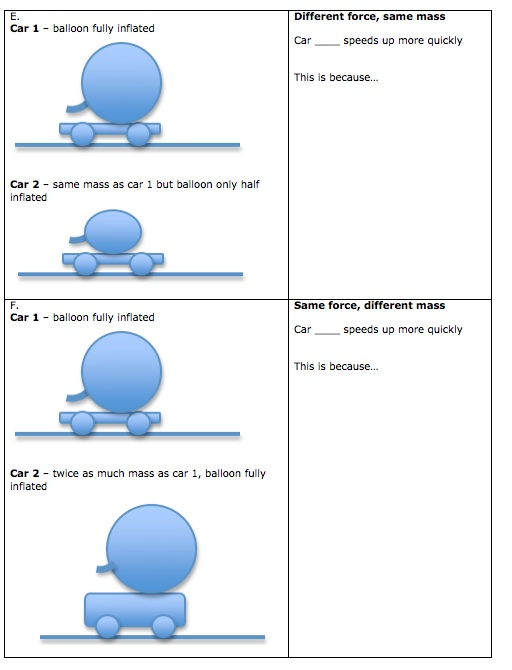 E.
Car 1 – balloon fully inflated
Car 2 – same mass as car 1 but balloon only half
inflated
Different force, same mass
Car ____ speeds up more quickly
This is because...
F.
Car 1 – balloon fully inflated
Car 2 – twice as much mass as car 1, balloon fully
inflated
Same force, different mass
Car ____ speeds up more quickly
This is because...